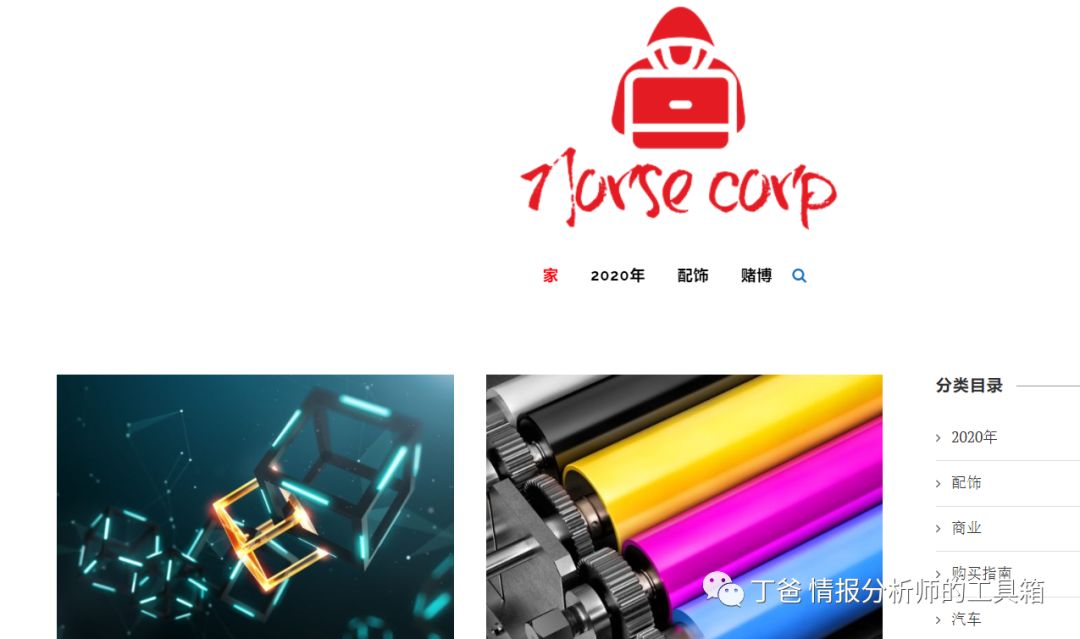 Norse corp
家 2020年 配饰 赌博
分类目录
2020年
配饰
商业
购买指南
丁爸 情报分析师的工具箱
汽车